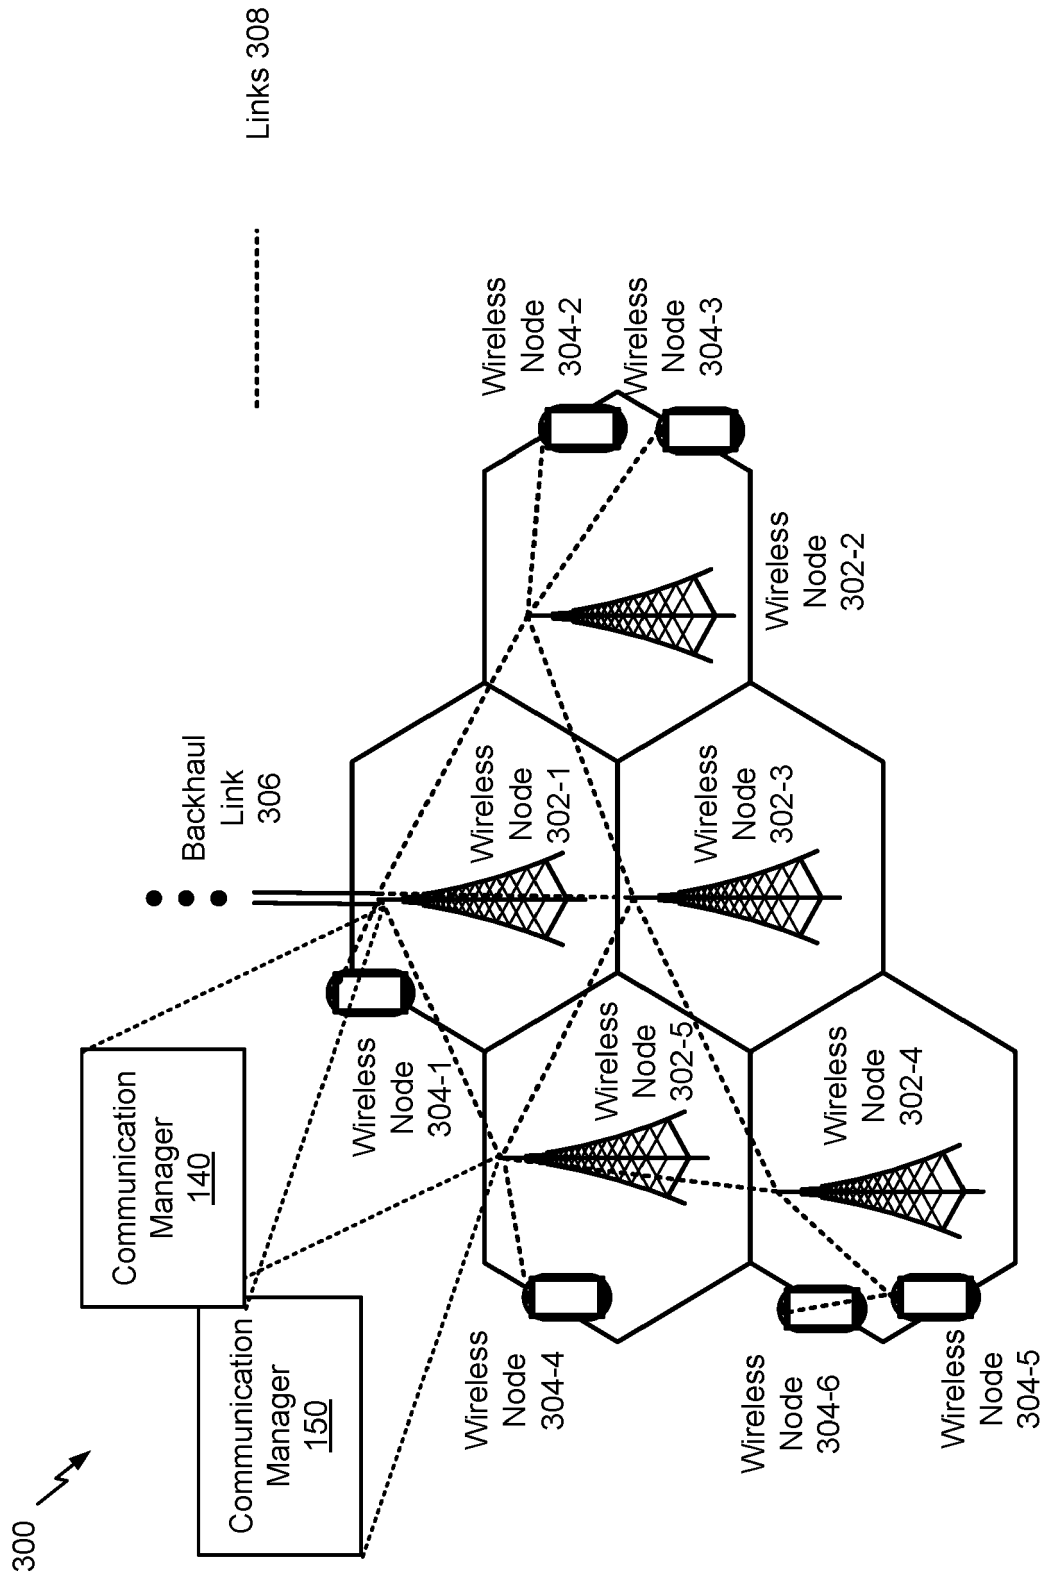 300
Communication
Manager
140
Communication
Manager
150
Backhaul
Link
306
Links 308
Wireless
Node
304-1
Wireless
Node
302-1
Wireless
Node
304-2
Wireless
Node
304-3
Wireless
Node
302-2
Wireless
Node
302-3
Wireless
Node
302-5
Wireless
Node
302-4
Wireless
Node
304-4
Wireless
Node
304-6
Wireless
Node
304-5